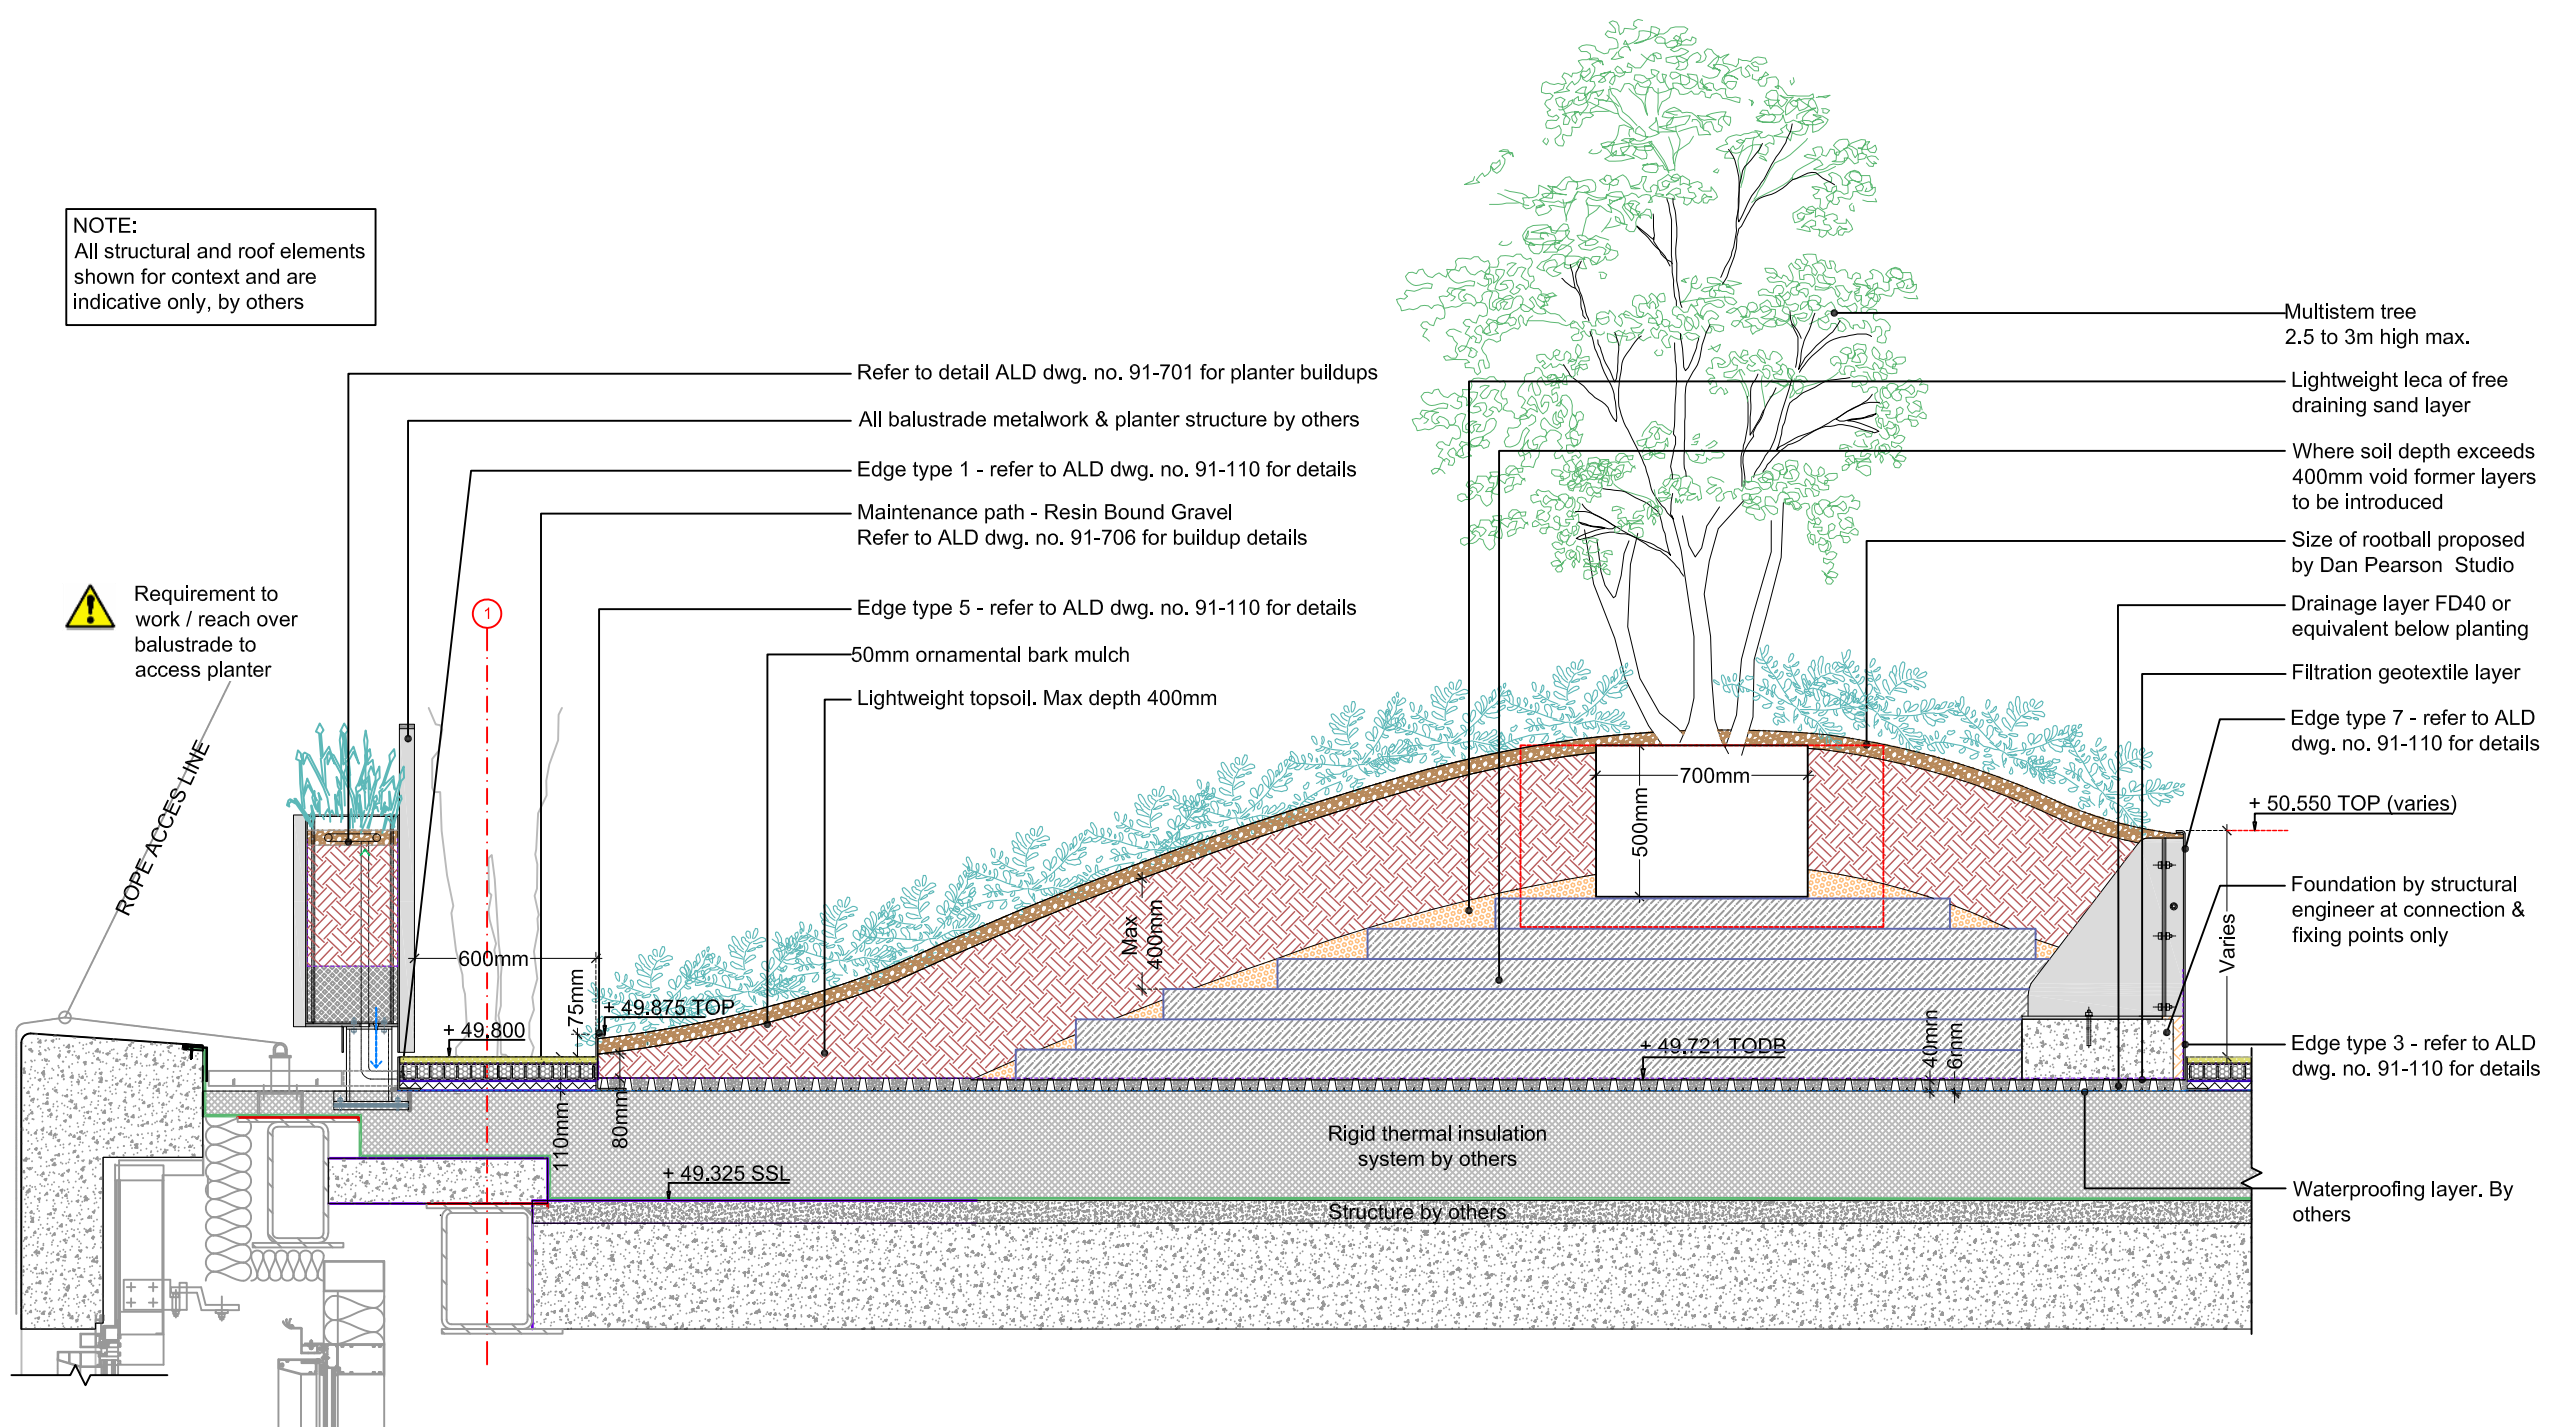 NOTE:
All structural and roof elements
shown for context and are
indicative only, by others
Requirement to
work / reach over
balustrade to
access planter
ROPE ACCES LINE
1
Refer to detail ALD dwg. no. 91-701 for planter buildups
All balustrade metalwork & planter structure by others
Edge type 1 - refer to ALD dwg. no. 91-110 for details
Maintenance path - Resin Bound Gravel
Refer to ALD dwg. no. 91-706 for buildup details
Edge type 5 - refer to ALD dwg. no. 91-110 for details
50mm ornamental bark mulch
Lightweight topsoil. Max depth 400mm
Multistem tree
2.5 to 3m high max.
Lightweight leca of free
draining sand layer
Where soil depth exceeds
400mm void former layers
to be introduced
Size of rootball proposed
by Dan Pearson Studio
Drainage layer FD40 or
equivalent below planting
Filtration geotextile layer
Edge type 7 - refer to ALD
dwg. no. 91-110 for details
+ 50.550 TOP (varies)
Foundation by structural
engineer at connection &
fixing points only
Varies
Edge type 3 - refer to ALD
dwg. no. 91-110 for details
Waterproofing layer. By
others
700mm
500mm
Max
400mm
600mm
75mm
+ 49.875 TOP
+ 49.800
+ 49.721 TODB
40mm
6mm
110mm
80mm
Rigid thermal insulation
system by others
+ 49.325 SSL
Structure by others